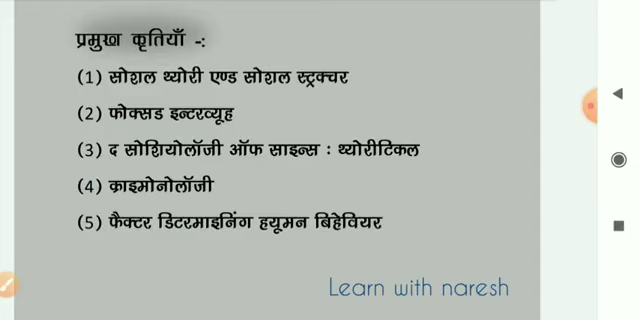 प्रमुख कृतियाँ -:
(1) सोशल थ्योरी एण्ड सोशल स्ट्रक्चर
(2) फोक्सड इन्टरव्यूह
(3) द सोशियोलॉजी ऑफ साइन्स : थ्योरीटिकल
(4) क्राइमोनोलॉजी
(5) फैक्टर डिटरमाइनिंग ह्यूमन बिहेवियर
Learn with naresh